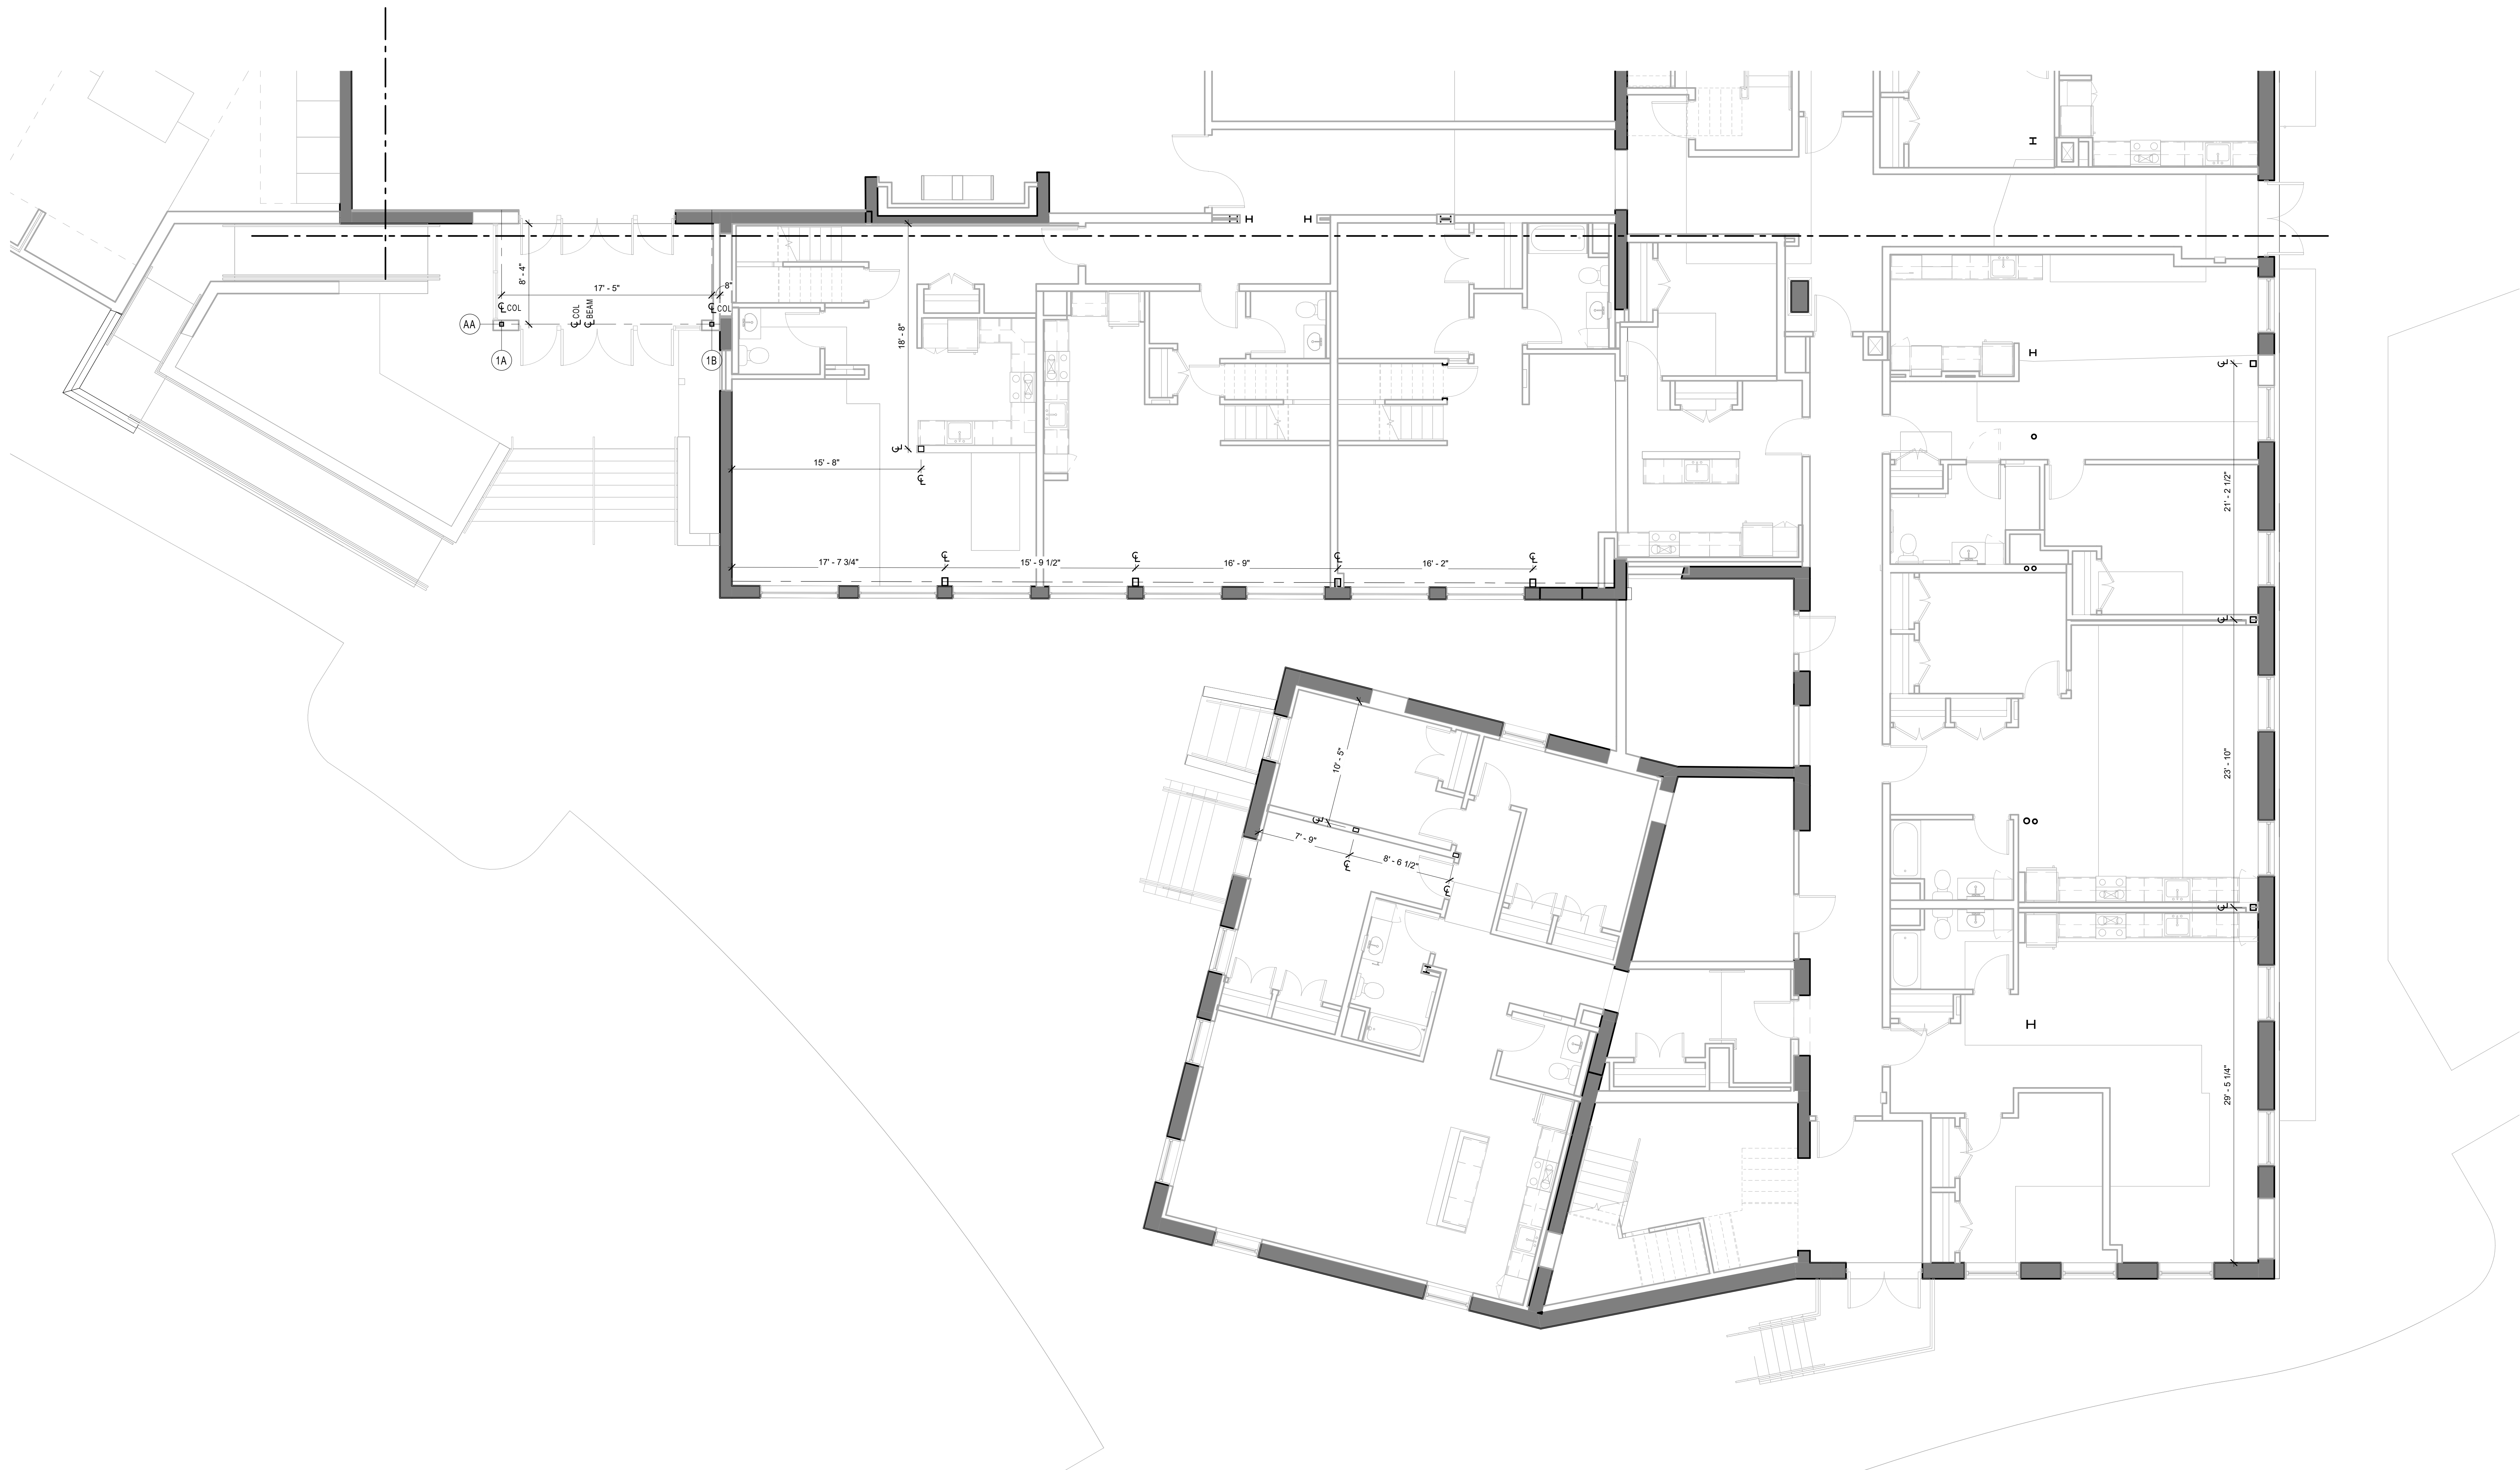 8' - 4"
17' - 5"
8"
℄ COL
℄ COL
℄ BEAM
℄ COL
AA
1A
1B
18' - 8"
℄
15' - 8"
℄
℄
℄
℄
℄
17' - 7 3/4"
15' - 9 1/2"
16' - 9"
16' - 2"
℄
21' - 2 1/2"
℄
23' - 10"
℄
29' - 5 1/4"
10' - 5"
℄
7' - 9"
℄
8' - 6 1/2"
℄